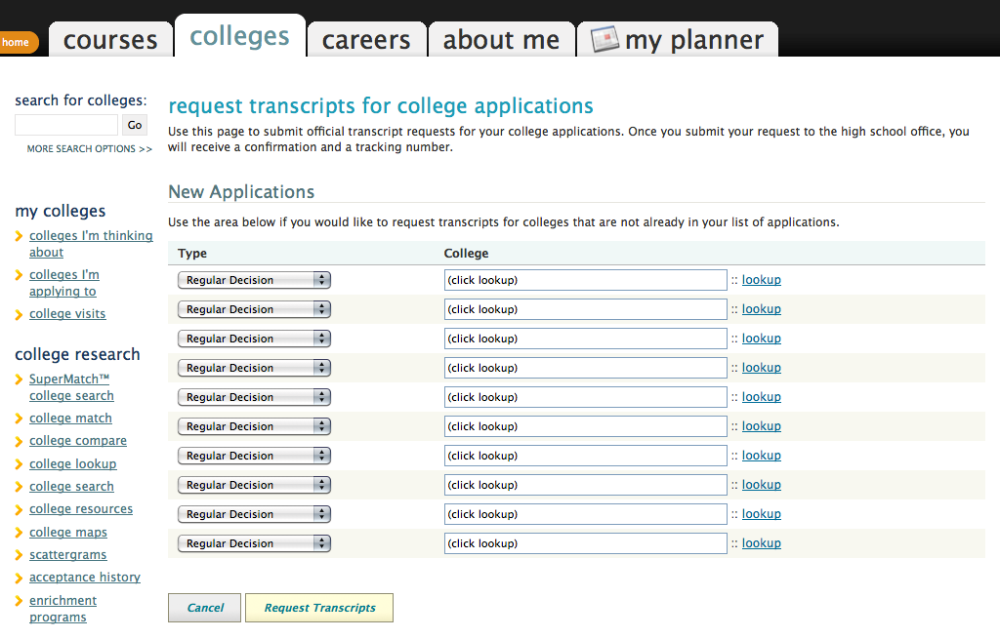 home
courses
colleges
careers
about me
my planner
search for colleges:
Go
MORE SEARCH OPTIONS >>
my colleges
colleges I'm thinking
about
colleges I'm
applying to
college visits
college research
SuperMatch™
college search
college match
college compare
college lookup
college search
college resources
college maps
scattergrams
acceptance history
enrichment
programs
request transcripts for college applications
Use this page to submit official transcript requests for your college applications. Once you submit your request to the high school office, you
will receive a confirmation and a tracking number.
New Applications
Use the area below if you would like to request transcripts for colleges that are not already in your list of applications.
Type College
Regular Decision (click lookup) :: lookup
Regular Decision (click lookup) :: lookup
Regular Decision (click lookup) :: lookup
Regular Decision (click lookup) :: lookup
Regular Decision (click lookup) :: lookup
Regular Decision (click lookup) :: lookup
Regular Decision (click lookup) :: lookup
Regular Decision (click lookup) :: lookup
Regular Decision (click lookup) :: lookup
Regular Decision (click lookup) :: lookup
Cancel Request Transcripts